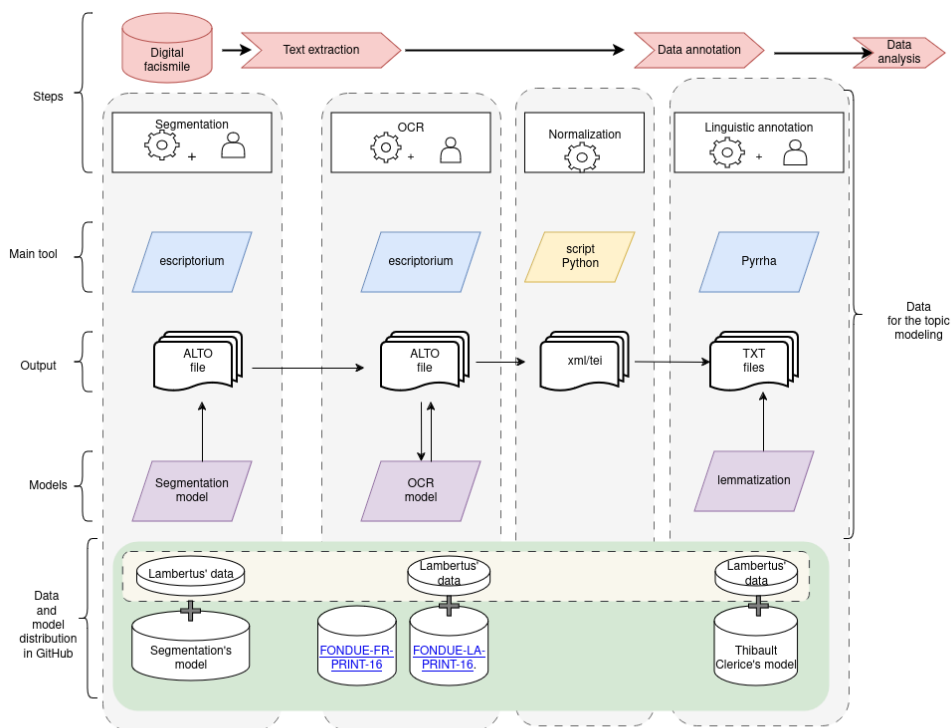 Steps
Digital
facismile
Text extraction
Data annotation
Data
analysis
Segmentation
+
OCR
+
Normalization
Linguistic annotation
+
Main tool
escriptorium
escriptorium
script
Python
Pyrrha
Output
ALTO
file
ALTO
file
xml/tei
TXT
files
Data
for the topic
modeling
Models
Segmentation
model
OCR
model
lemmatization
Data
and
model
distribution
in GitHub
Lambertus' data
Lambertus'
data
Lambertus'
data
Segmentation's
model
FONDUE-FR-
PRINT-16
FONDUE-LA-
PRINT-16.
Thibault
Clerice's model